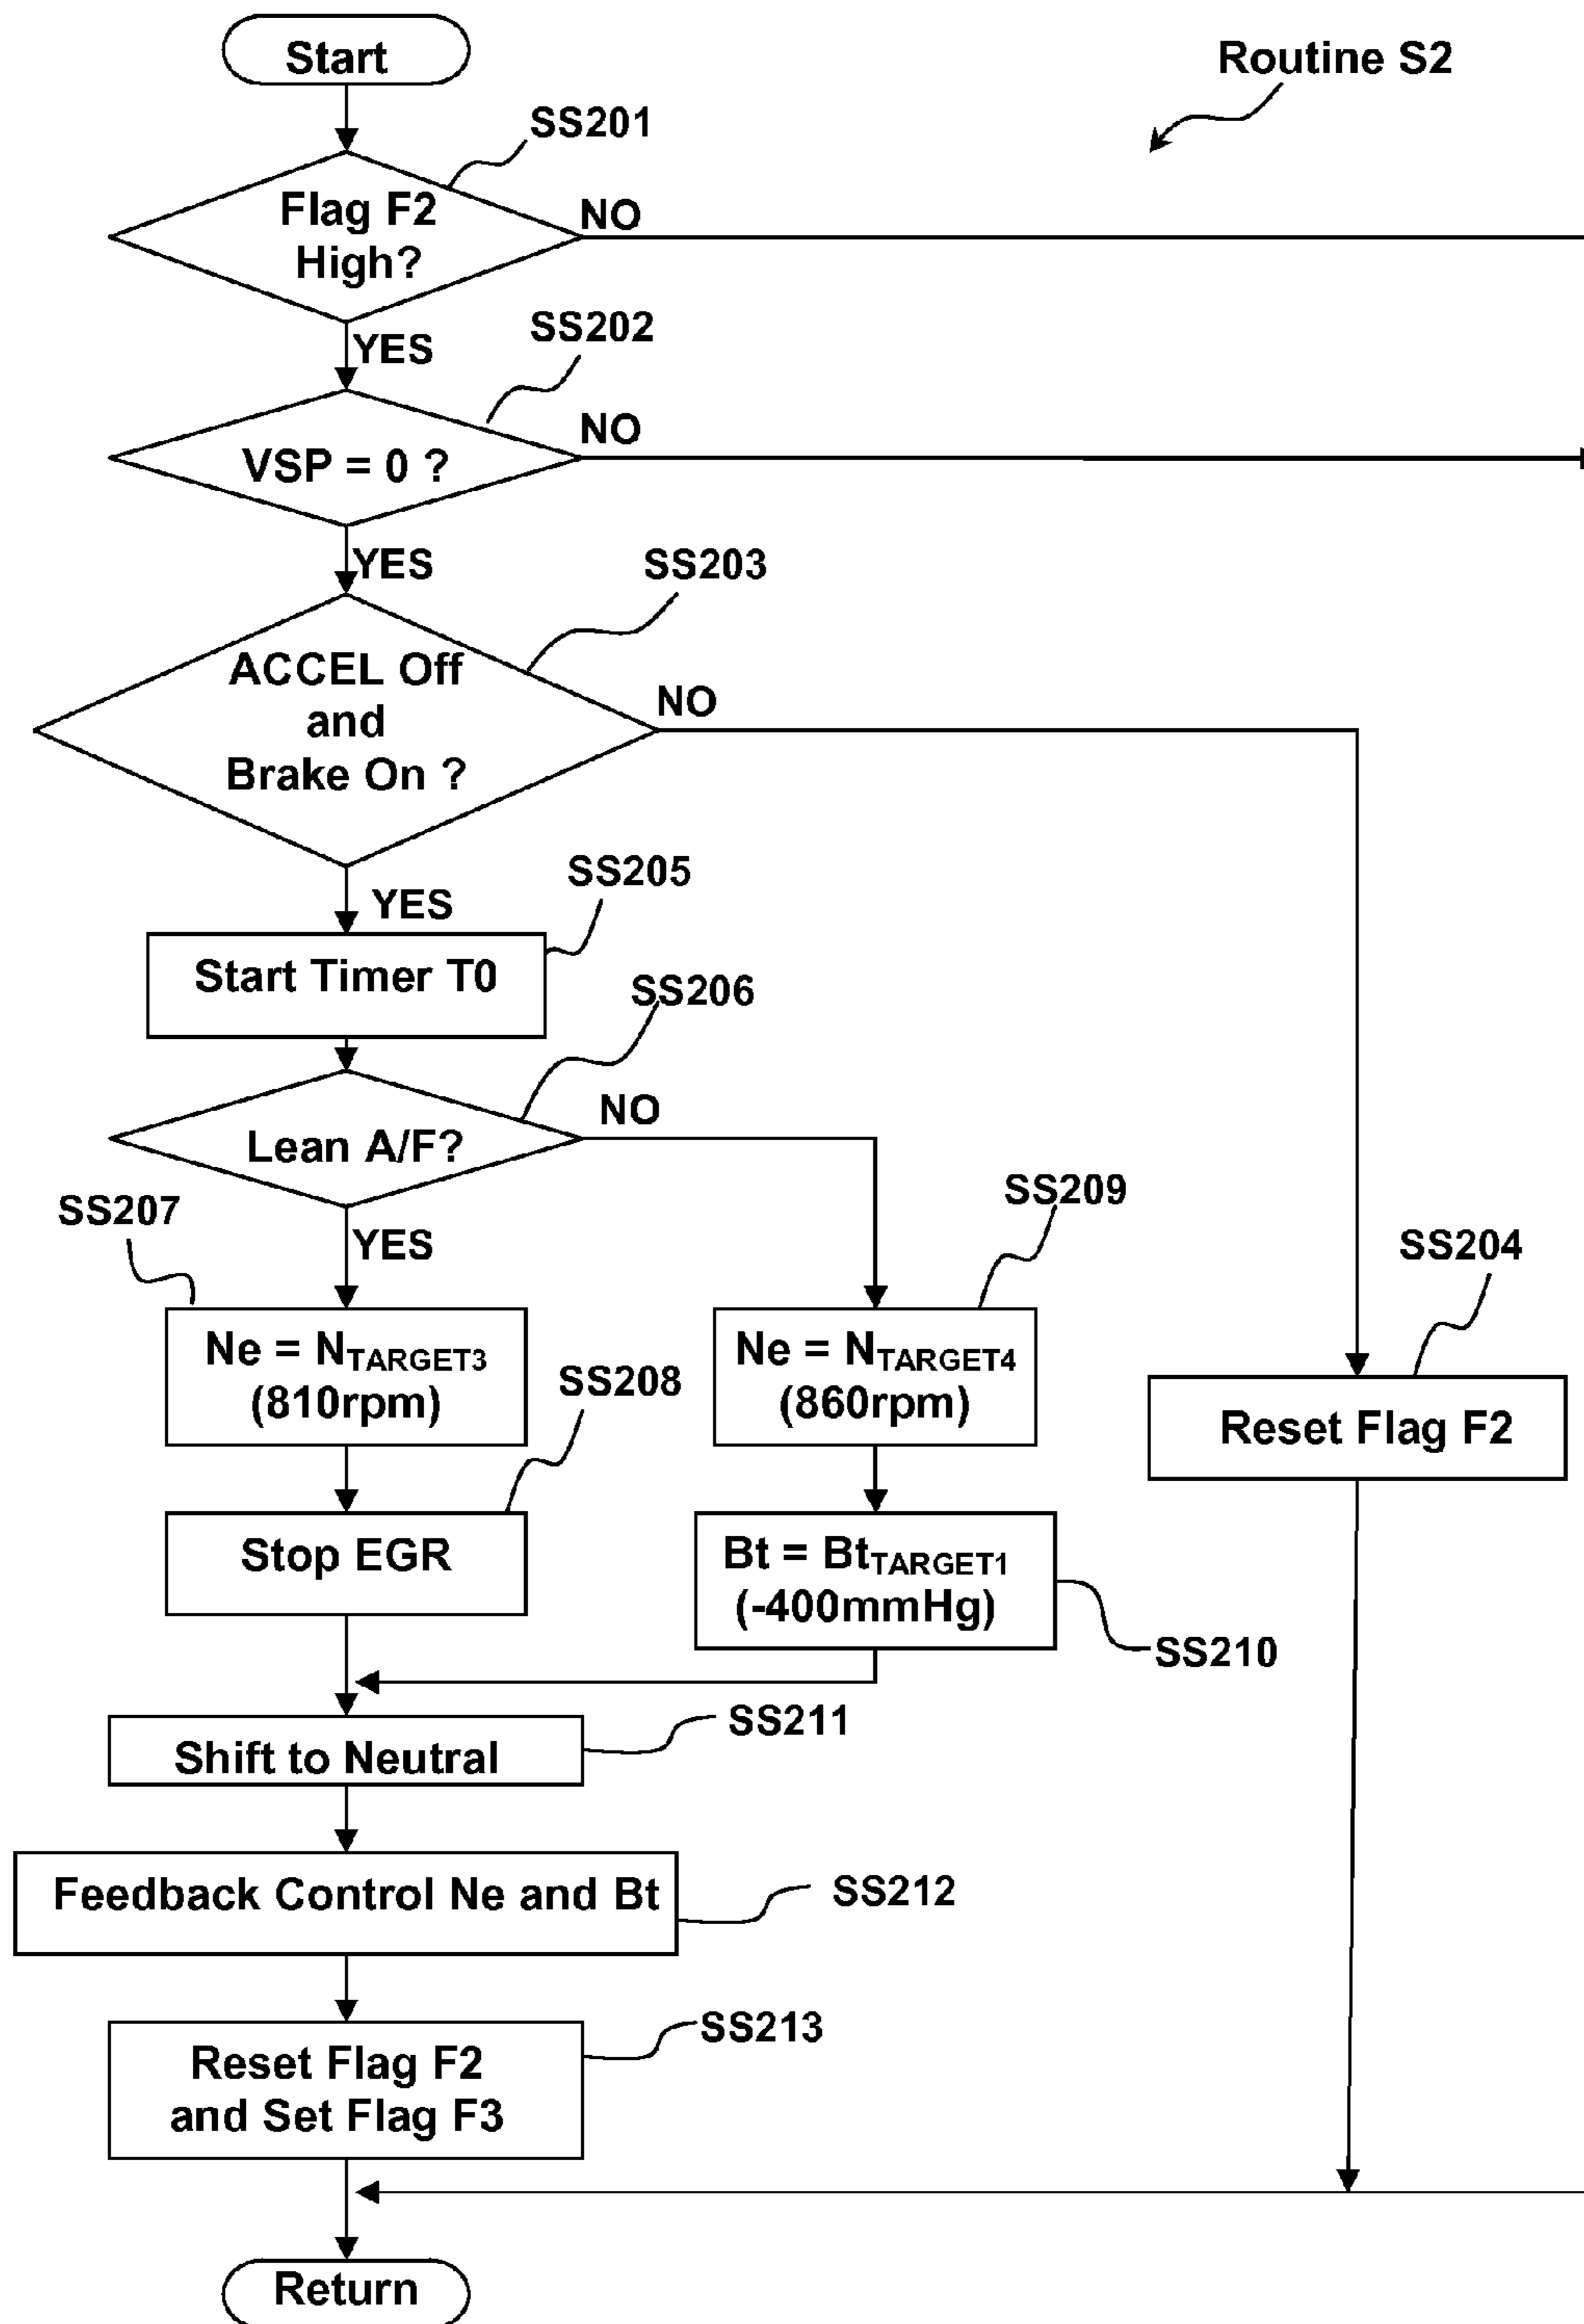 Start
Routine S2
SS201
Flag F2
High?
NO
YES
SS202
VSP = 0 ?
NO
YES
SS203
ACCEL Off
and
Brake On ?
NO
YES
SS205
Start Timer T0
SS206
Lean A/F?
NO
YES
SS207
Ne = NTARGET3
(810rpm)
SS209
Ne = NTARGET4
(860rpm)
SS204
Reset Flag F2
SS208
Stop EGR
Bt = BtTARGET1
(-400mmHg)
SS210
SS211
Shift to Neutral
Feedback Control Ne and Bt
SS212
SS213
Reset Flag F2
and Set Flag F3
Return